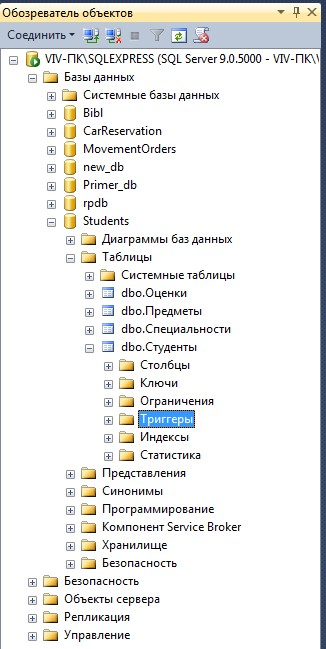 Обозреватель объектов
Соединить
VIV-ПК\SQLEXPRESS (SQL Server 9.0.5000 - VIV-ПК\
Базы данных
Системные базы данных
Bibl
CarReservation
MovementOrders
new_db
Primer_db
rpdb
Students
Диаграммы баз данных
Таблицы
Системные таблицы
dbo.Оценки
dbo.Предметы
dbo.Специальности
dbo.Студенты
Столбцы
Ключи
Ограничения
Триггеры
Индексы
Статистика
Представления
Синонимы
Программирование
Компонент Service Broker
Хранилище
Безопасность
Безопасность
Объекты сервера
Репликация
Управление